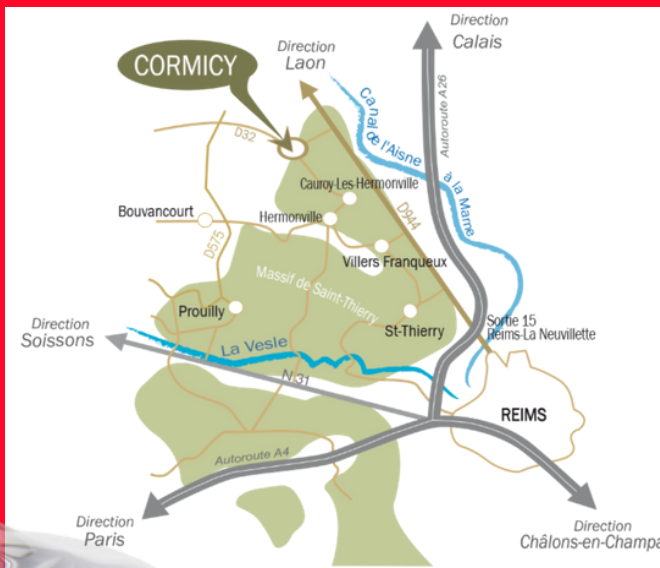 Direction
Calais
Direction
Laon
CORMICY
Canal de l'Aisne
à la Marne
Autoroute A26
D32
Cauroy-Les Hermonville
D944
Bouvancourt
Hermonville
D575
Villers Franqueux
Massif de Saint-Thierry
Prouilly
St-Thierry
Sortie 15
Reims-La Neuvillette
Direction
Soissons
La Vesle
N 31
REIMS
Autoroute A4
Direction
Paris
Direction
Châlons-en-Champa